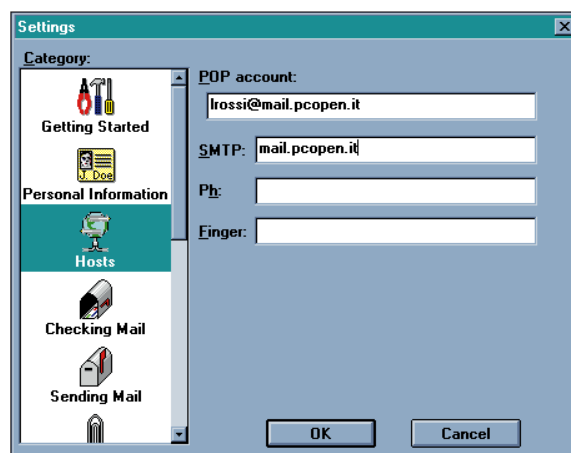 Settings
Category:
Getting Started
J. Doe
Personal Information
Hosts
Checking Mail
Sending Mail
POP account:
lrossi@mail.pcopen.it
SMTP: mail.pcopen.it
Ph:
Finger:
OK
Cancel